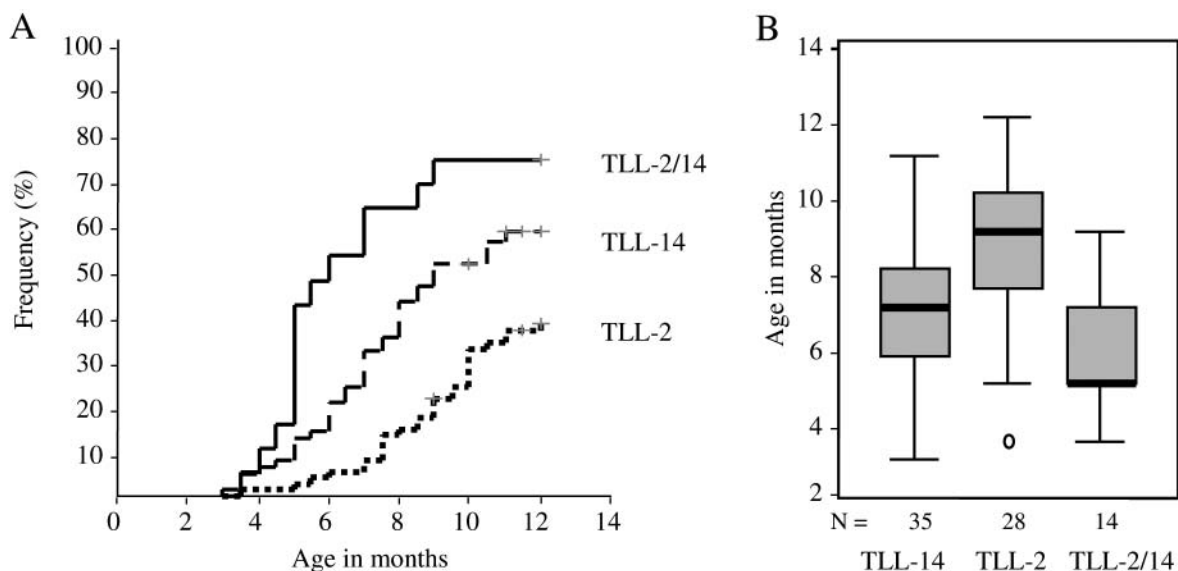 A
100
90
80
70
60
50
40
30
20
10
Frequency (%)
0 2 4 6 8 10 12 14
Age in months
TLL-2/14
TLL-14
TLL-2
B
14
12
10
8
6
4
2
Age in months
N = 35 28 14
TLL-14 TLL-2 TLL-2/14